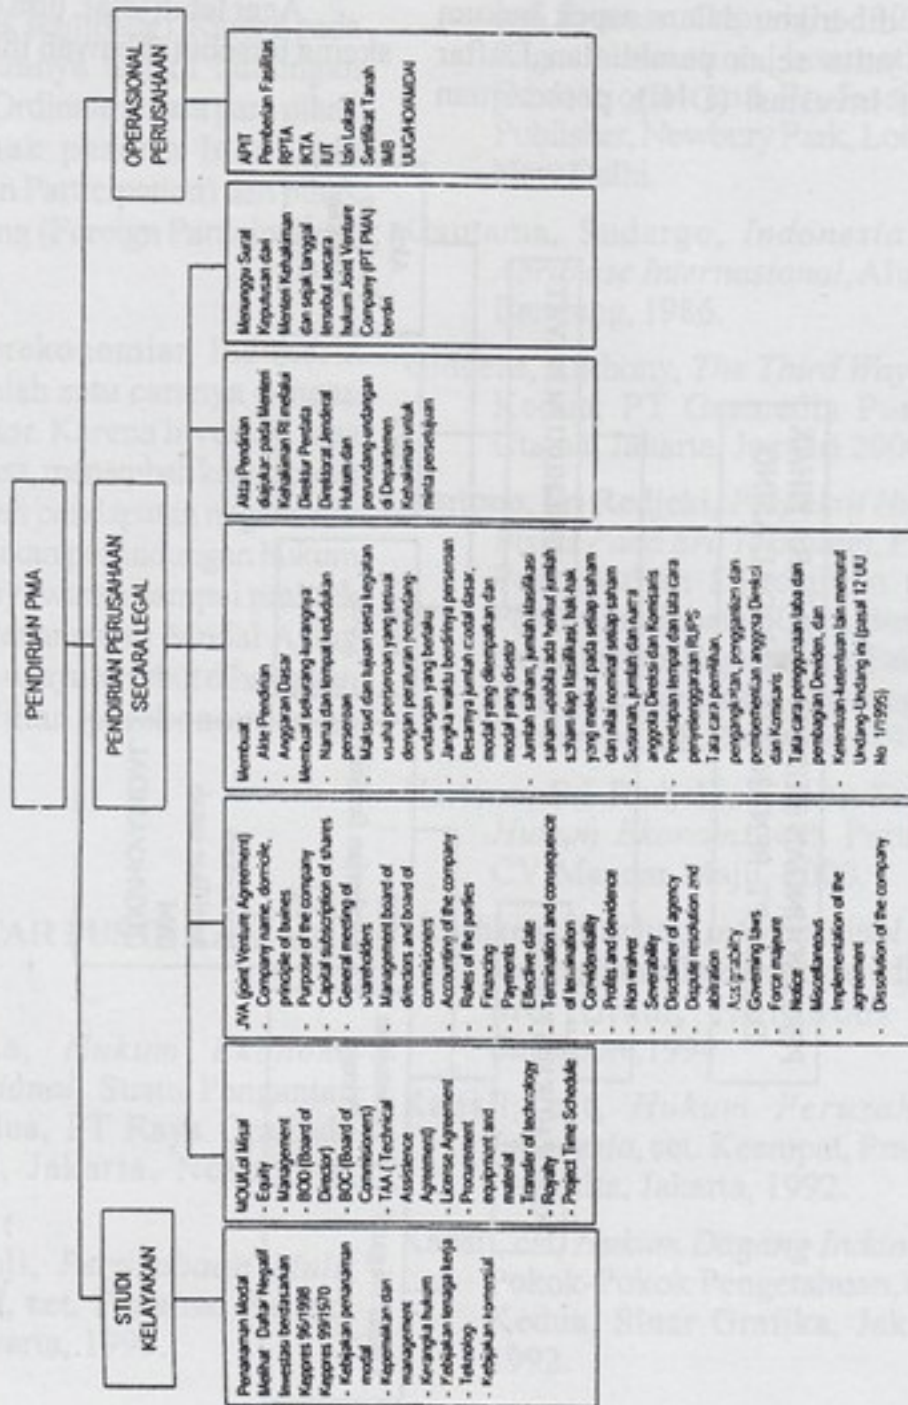 PENDIRIAN PMA
STUDI
KELAYAKAN
PENDIRIAN PERUSAHAAN
SECARA LEGAL
OPERASIONAL
PERUSAHAAN
Penanaman Modal
Melihat Daftar Negatif
Investasi berdasarkan
Keppres 96/1998
Keppres 99/1970
- Kebijakan penanaman
modal
- Kepemilikan dan
management
- Kerangka hukum
- Kebijakan tenaga kerja
- Teknologi
- Kebijakan komersial
MOU/LoI Misal
- Equity
- Management
- BOD (Board of
Director)
- BOC (Board of
Commisioners)
- TAA ( Technical
Assistence
Agreement)
- License Agreement
- Procurement
equipment and
material
- Transfer of technology
- Royalty
- Project Time Schedule
JVA (joint Venture Agreement)
- Company name, domicile,
principle of busines
- Purpose of the company
- Capital subscription of shares
- General meeting of
shareholders
- Management board of
directors and board of
commisioners
- Accounting of the company
- Roles of the parties
- Financing
- Payments
- Effective date
- Termination and consequence
of termination
- Convidentiality
- Profits and devidence
- Non waiver
- Severability
- Disclaimer of agency
- Dispute resolution and
abitration
- Assignability
- Governing laws
- Force majeure
- Notice
- Miscellaneous
- Implementation of the
agreement
- Dissolution of the company
Membuat
- Akte Pendirian
- Anggaran Dasar
Membuat sekurang-kurangnya
- Nama dan tempat kedudukan
perseroan
- Maksud dan tujuan serta kegiatan
usaha perseroan yang sesuai
dengan peraturan perundang-
undangan yang berlaku
- Jangka waktu berdirinya perseroan
- Besarnya jumlah modal dasar,
modal yang ditempatkan dan
modal yang disetor
- Jumlah saham, jumlah klasifikasi
saham apabila ada berikut jumlah
saham tiap klasifikasi, hak-hak
yang melekat pada setiap saham
dan nilai nominal setiap saham
- Susunan, jumlah dan nama
anggota Direksi dan Komisaris
- Penetapan tempat dan tata cara
penyelenggaraan RUPS
- Tata cara pemilihan,
pengangkatan, penggantian dan
pemberhentian anggota Direksi
dan Komisaris
- Tata cara penggunaan laba dan
pembagian Deviden, dan
- Ketentuan-ketentuan lain menurut
Undang-Undang ini (pasal 12 UU
No 1/1995)
Akta Pendirian
diajukan pada Menteri
Kehakiman RI melalui
Direktur Perdata
Direktorat Jenderal
Hukum dan
perundang-undangan
di Departemen
Kehakiman untuk
minta persetujuan
Menunggu Surat
Keputusan dari
Menteri Kehakiman
dan sejak tanggal
tersebut secara
hukum Joint Venture
Company (PT PMA)
berdiri
APIT
Pemberian Fasilitas
RPTA
IKTA
IUT
Izin Lokasi
Sertifikat Tanah
IMB
UUG/HO/AMDAl